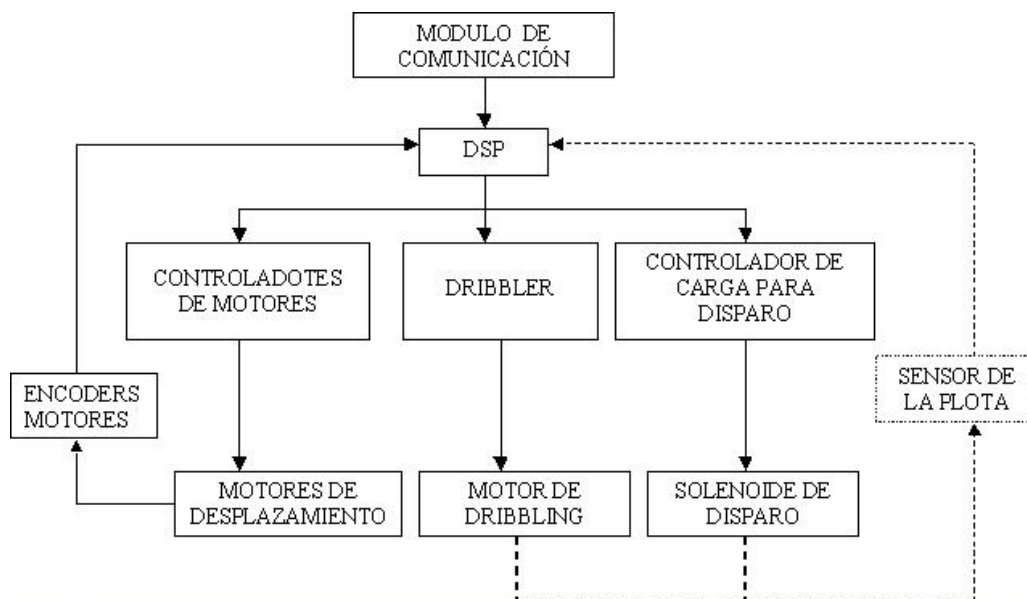 MODULO DE
COMUNICACIÓN
DSP
CONTROLADOTES
DE MOTORES
DRIBBLER
CONTROLADOR DE
CARGA PARA
DISPARO
ENCODERS
MOTORES
SENSOR DE
LA PLOTA
MOTORES DE
DESPLAZAMIENTO
MOTOR DE
DRIBBLING
SOLENOIDE DE
DISPARO